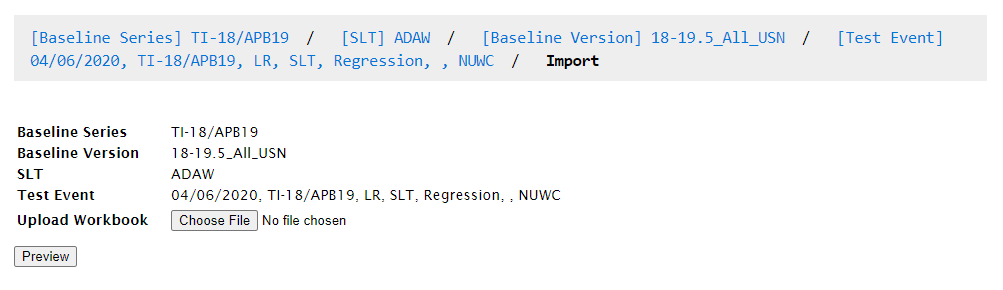 [Baseline Series] TI-18/APB19 / [SLT] ADAW / [Baseline Version] 18-19.5_All_USN / [Test Event]
04/06/2020, TI-18/APB19, LR, SLT, Regression, , NUWC / Import
Baseline Series TI-18/APB19
Baseline Version 18-19.5_All_USN
SLT ADAW
Test Event 04/06/2020, TI-18/APB19, LR, SLT, Regression, , NUWC
Upload Workbook Choose File No file chosen
Preview